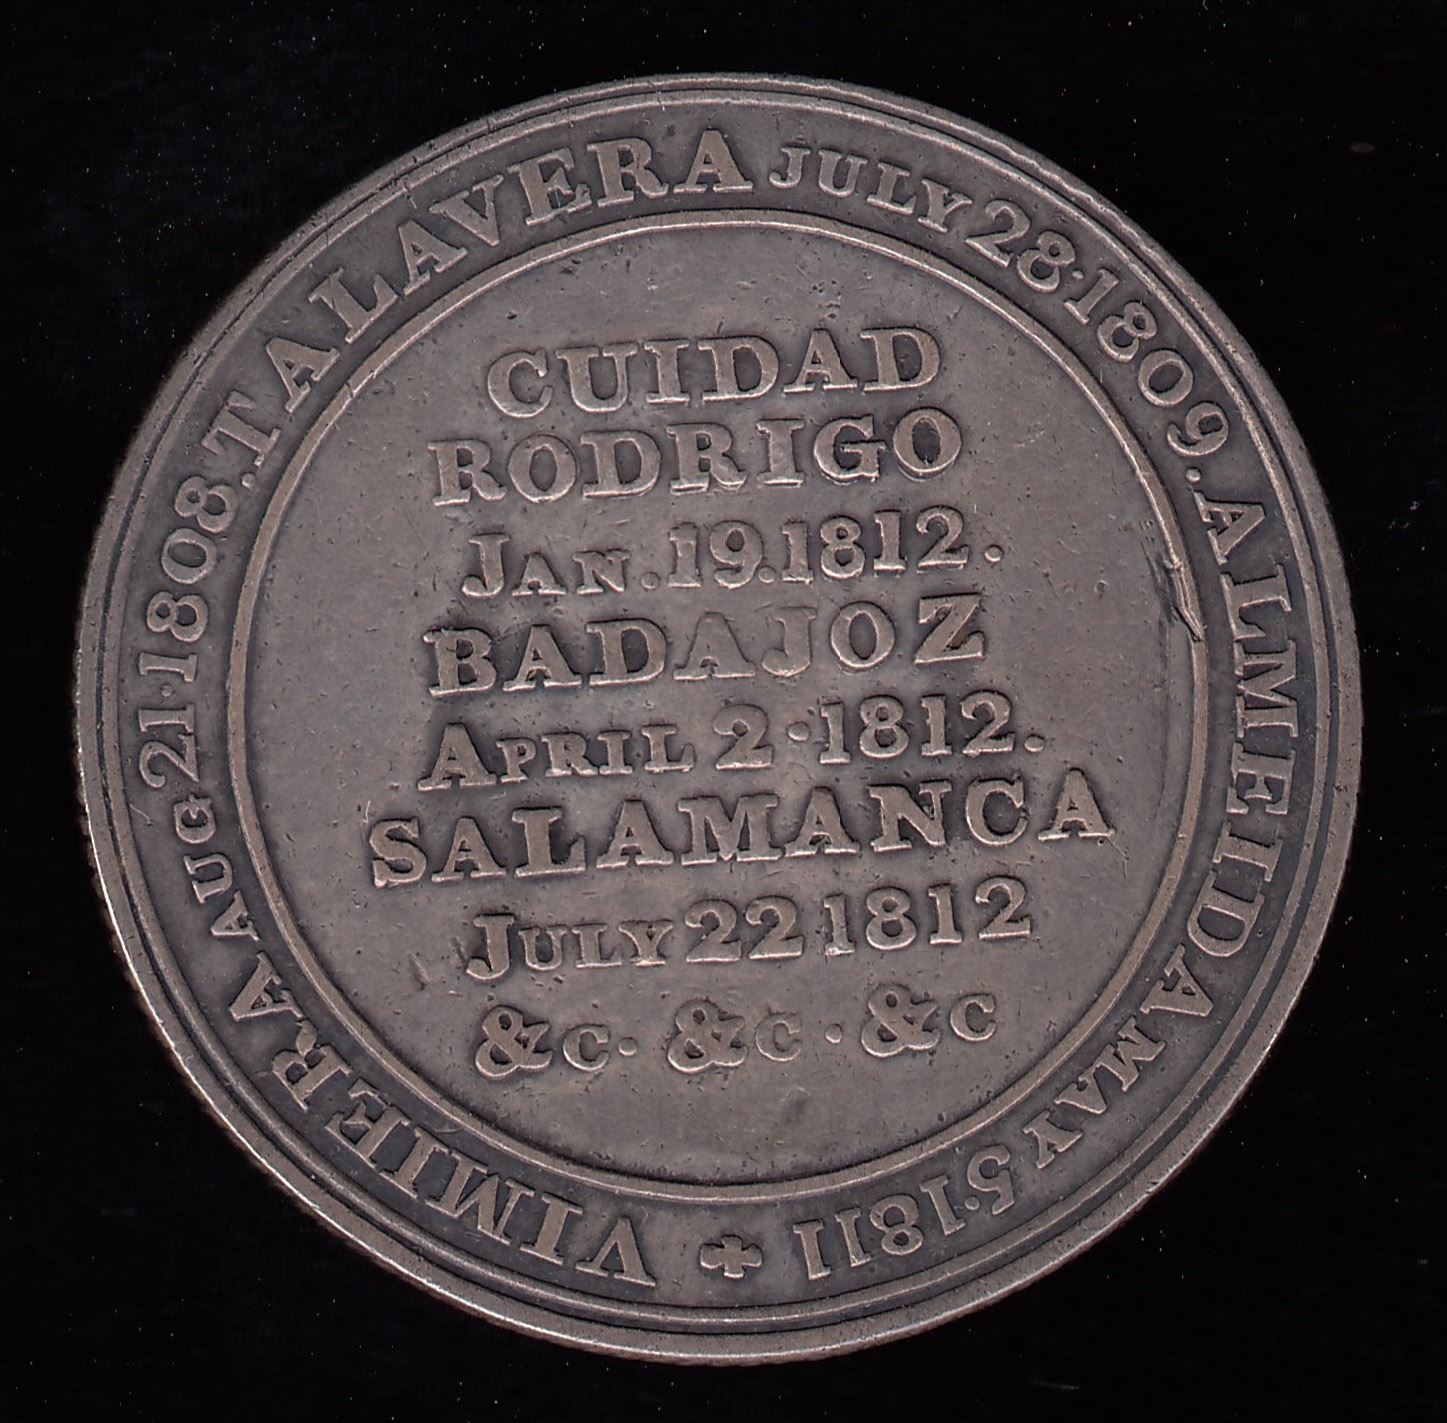 VIMIERA AUG 21·1808. TALAVERA JULY 28·1809. ALMEIDA MAY 5·1811
CUIDAD
RODRIGO
JAN. 19. 1812.
BADAJOZ
APRIL 2·1812.
SALAMANCA
JULY 22 1812
&C· &C· &C